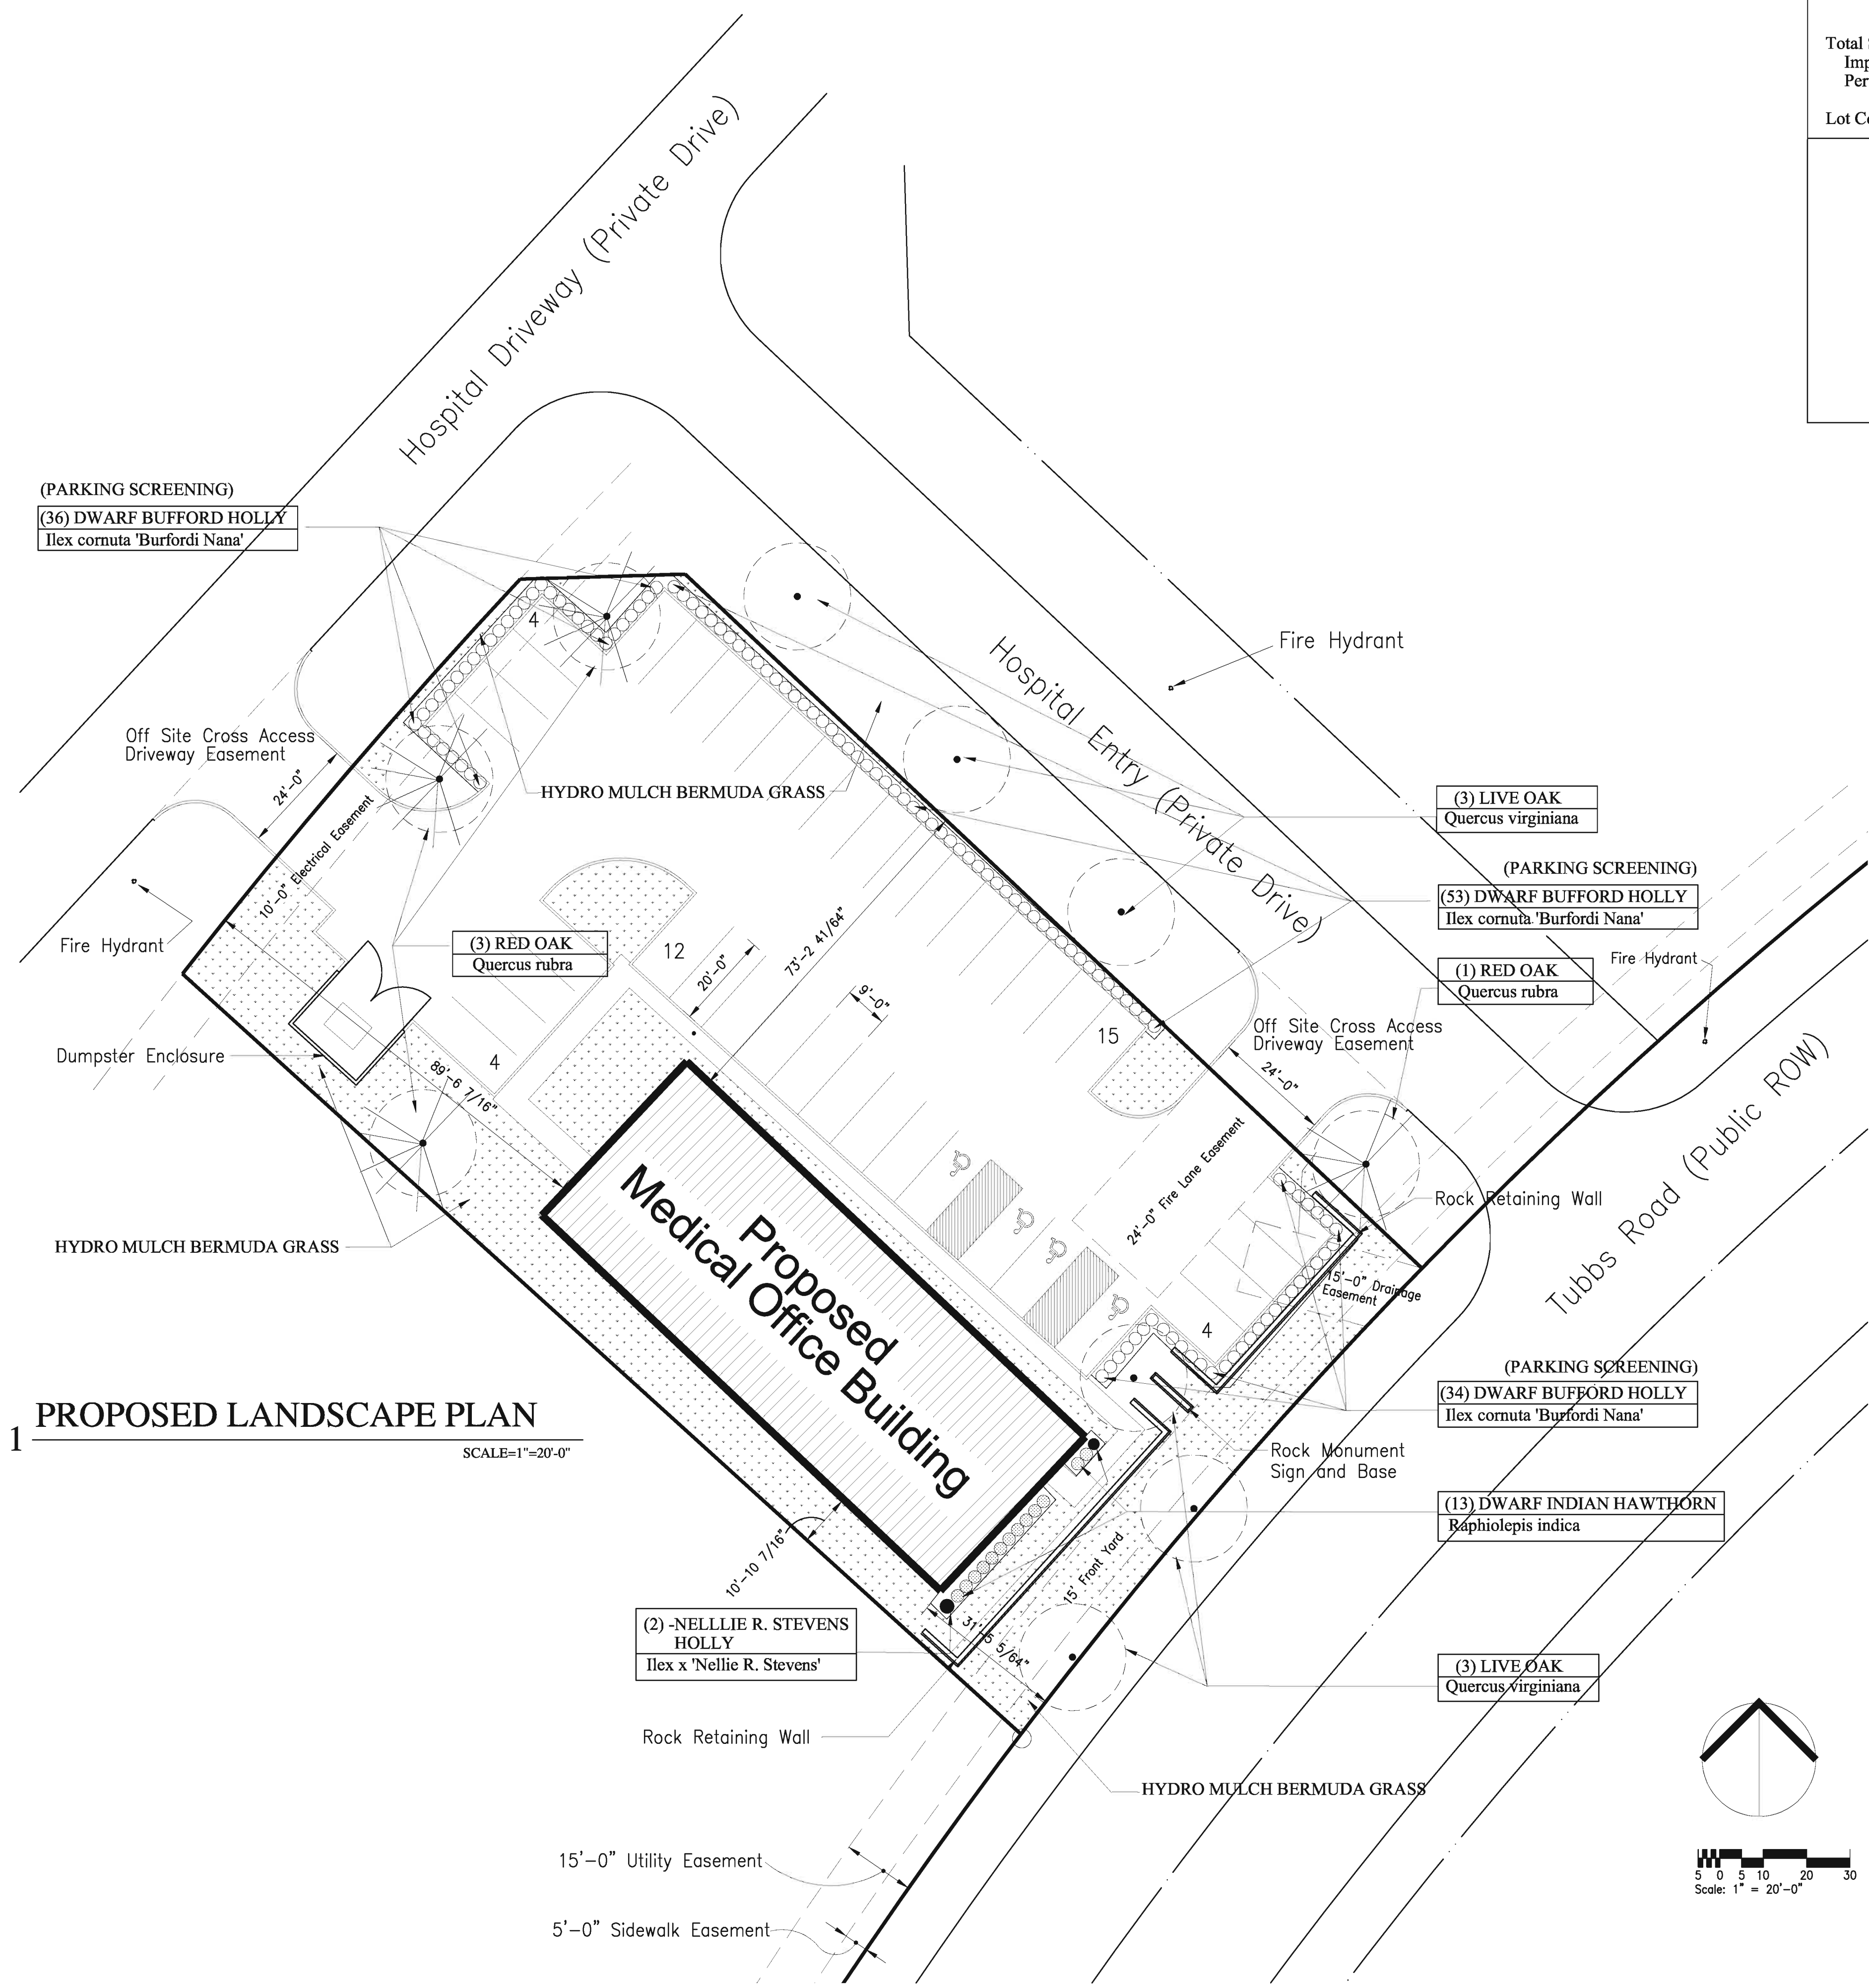 Total
Imp
Per
Lot Co
Hospital Driveway (Private Drive)
(PARKING SCREENING)
(36) DWARF BUFFORD HOLLY
Ilex cornuta 'Burfordi Nana'
4
Fire Hydrant
Hospital Entry (Private Drive)
Off Site Cross Access
Driveway Easement
24'-0"
10'-0" Electrical Easement
HYDRO MULCH BERMUDA GRASS
(3) LIVE OAK
Quercus virginiana
(PARKING SCREENING)
(53) DWARF BUFFORD HOLLY
Ilex cornuta 'Burfordi Nana'
Fire Hydrant
(3) RED OAK
Quercus rubra
12
20'-0"
73'-2 41/64"
9'-0"
Fire Hydrant
(1) RED OAK
Quercus rubra
15
Off Site Cross Access
Driveway Easement
24'-0"
Dumpster Enclosure
4
89'-6 7/16"
Tubbs Road (Public ROW)
24'-0" Fire Lane Easement
Rock Retaining Wall
HYDRO MULCH BERMUDA GRASS
Proposed
Medical Office Building
15'-0" Drainage
Easement
4
(PARKING SCREENING)
(34) DWARF BUFFORD HOLLY
Ilex cornuta 'Burfordi Nana'
1
PROPOSED LANDSCAPE PLAN
SCALE=1"=20'-0"
Rock Monument
Sign and Base
(13) DWARF INDIAN HAWTHORN
Raphiolepis indica
10'-10 7/16"
15' Front Yard
31'-5 5/64"
(2) -NELLLIE R. STEVENS
HOLLY
Ilex x 'Nellie R. Stevens'
(3) LIVE OAK
Quercus virginiana
Rock Retaining Wall
HYDRO MULCH BERMUDA GRASS
15'-0" Utility Easement
5'-0" Sidewalk Easement
5 0 5 10 20 30
Scale: 1" = 20'-0"